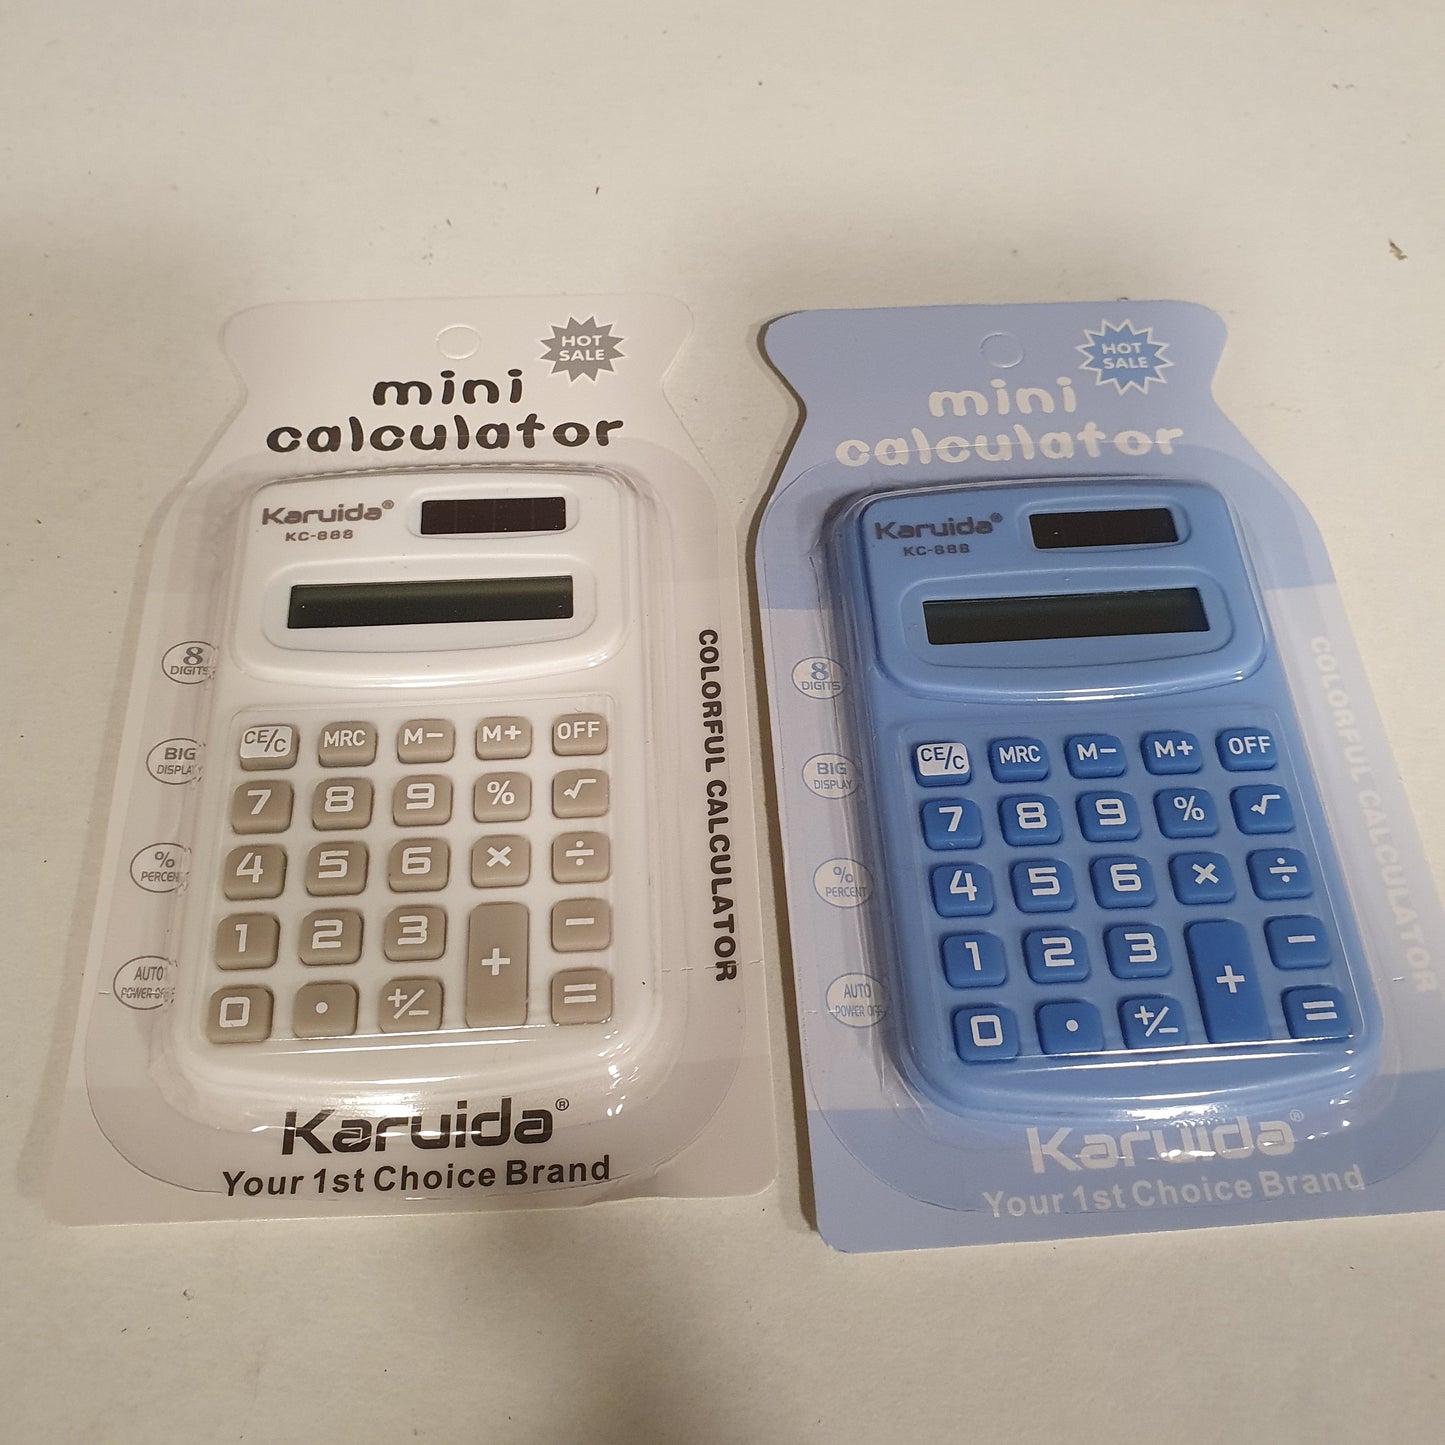 HOT
SALE
mini
calculator
Karuida®
KC-888
8
DIGITS
BIG
DISPLAY
%
PERCENT
AUTO
POWER OFF
COLORFUL CALCULATOR
CE/C MRC M− M+ OFF
7 8 9 % √
4 5 6 × ÷
1 2 3 + −
0 · +/− =
Karuida®
Your 1st Choice Brand
HOT
SALE
mini
calculator
Karuida®
KC-888
8
DIGITS
BIG
DISPLAY
%
PERCENT
AUTO
POWER OFF
COLORFUL CALCULATOR
CE/C MRC M− M+ OFF
7 8 9 % √
4 5 6 × ÷
1 2 3 + −
0 · +/− =
Karuida®
Your 1st Choice Brand